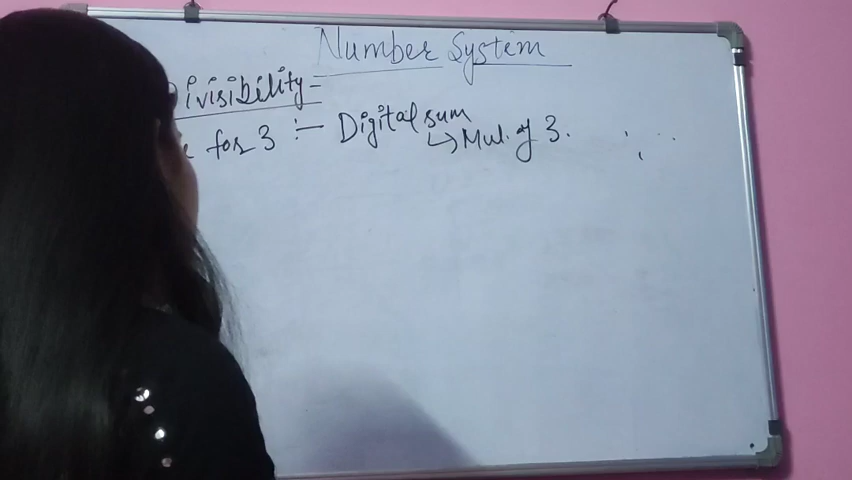 Number System
ivisibility-
for 3 :- Digital sum
↳ Mul. of 3.